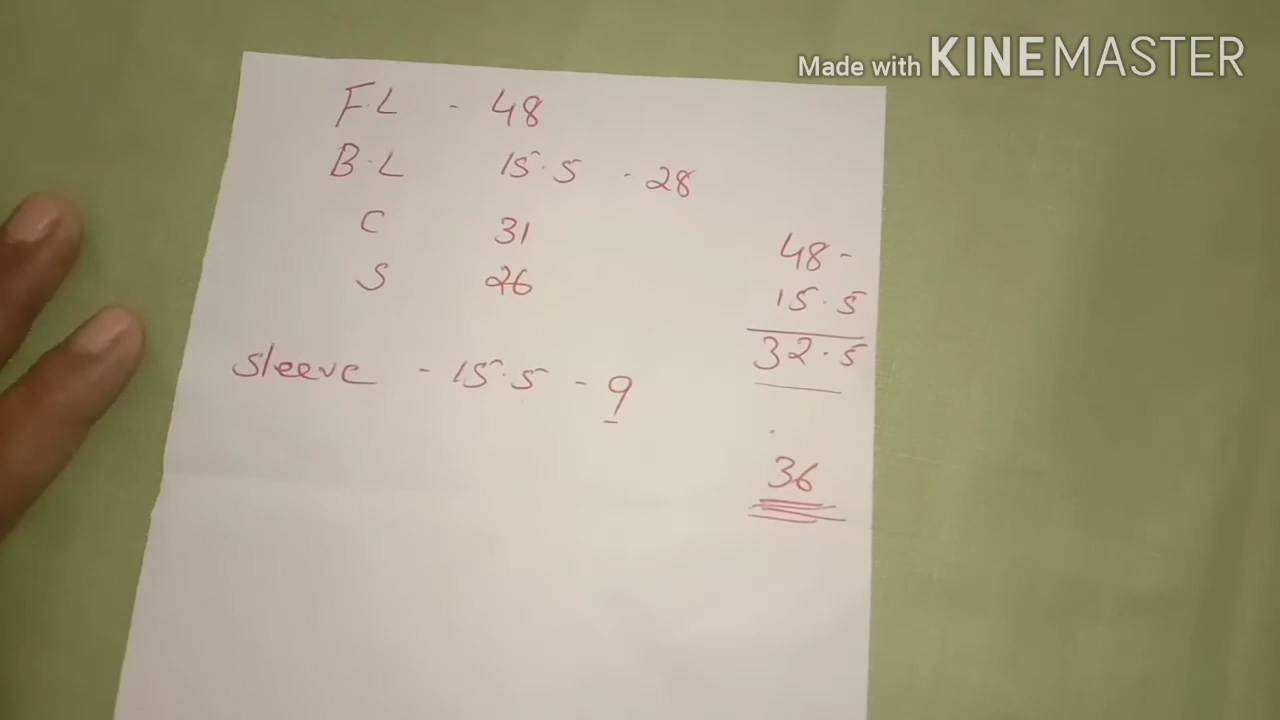 Made with KINEMASTER
F.L - 48
B.L 15.5 - 28
C 31
S 26
sleeve - 15.5 - 9
48 -
15.5
32.5
36